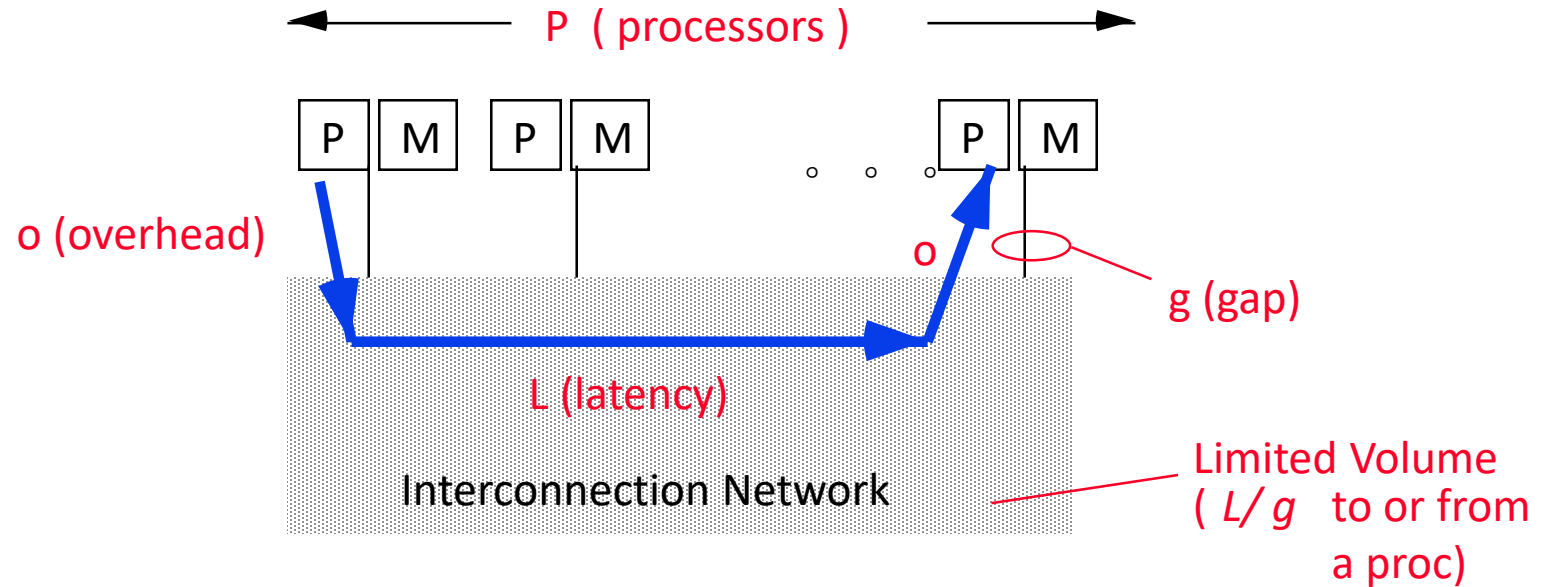 P ( processors )
P M P M P M
o (overhead)
o
g (gap)
L (latency)
Interconnection Network
Limited Volume
( L/ g to or from
a proc)